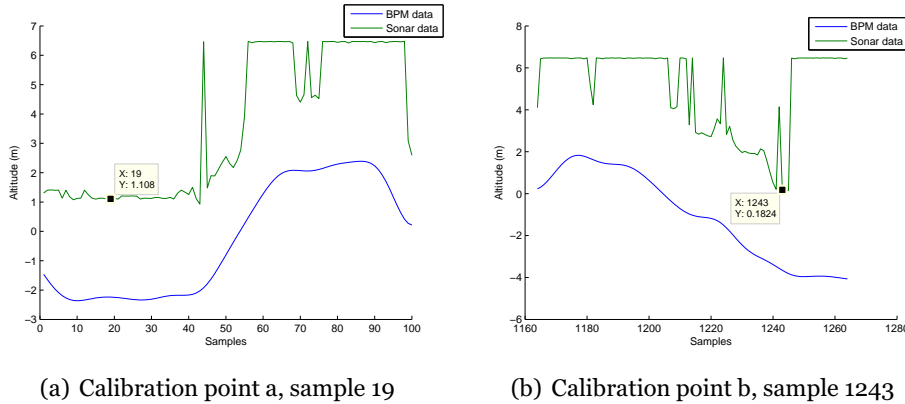 BPM data
Sonar data
7
6
5
4
3
2
1
0
−1
−2
−3
Altitude (m)
X: 19
Y: 1.108
0 10 20 30 40 50 60 70 80 90 100
Samples
(a) Calibration point a, sample 19
BPM data
Sonar data
8
6
4
2
0
−2
−4
−6
Altitude (m)
X: 1243
Y: 0.1824
1160 1180 1200 1220 1240 1260 1280
Samples
(b) Calibration point b, sample 1243